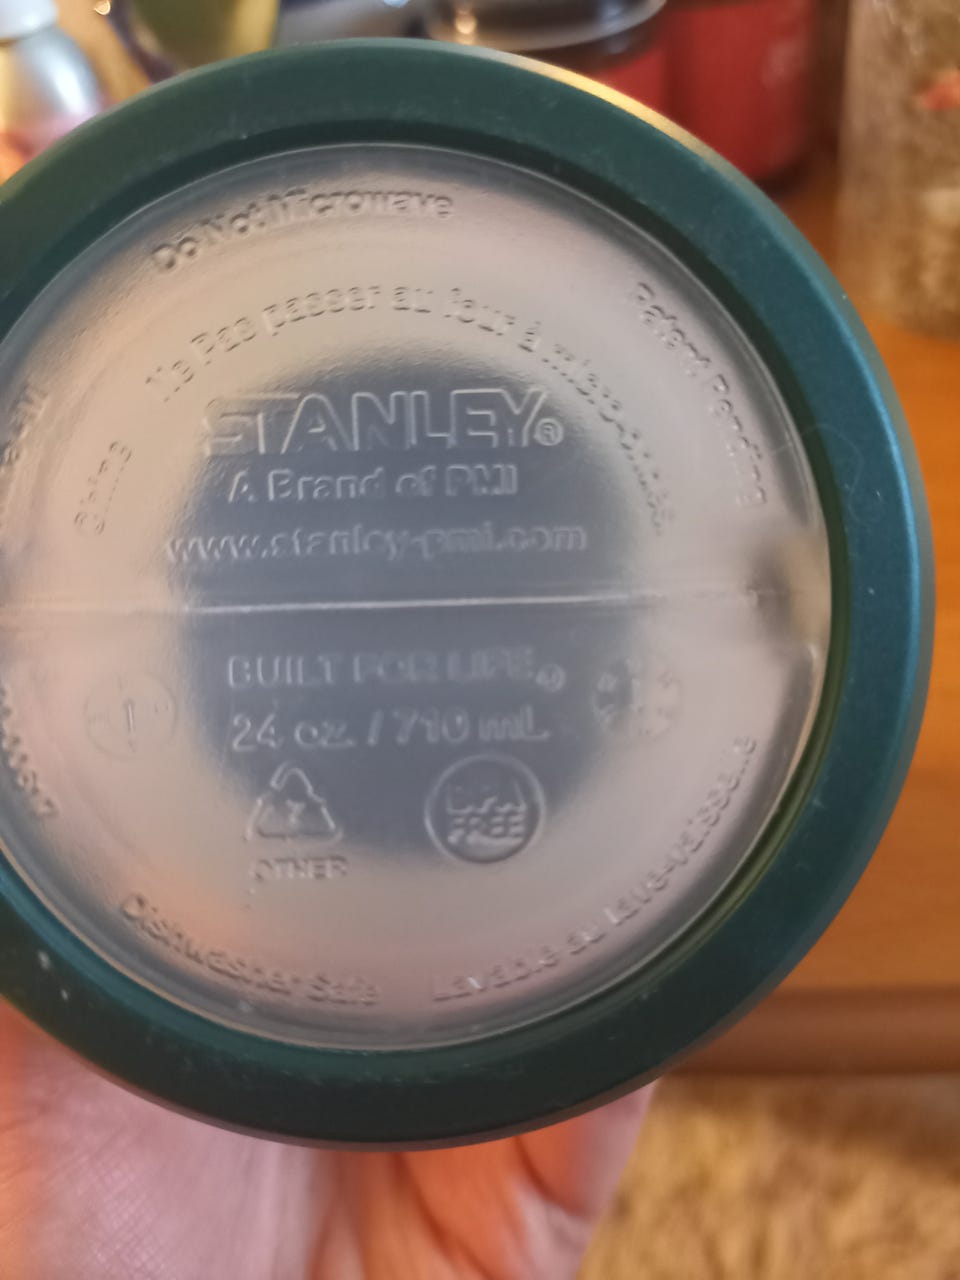 Do Not Microwave
Ne Pas passer au four à micro-ondes
Patent Pending
China
STANLEY®
A Brand of PMI
www.stanley-pmi.com
BUILT FOR LIFE®
24 oz. / 710 mL
OTHER
Dishwasher Safe
Lavable au lave-vaisselle